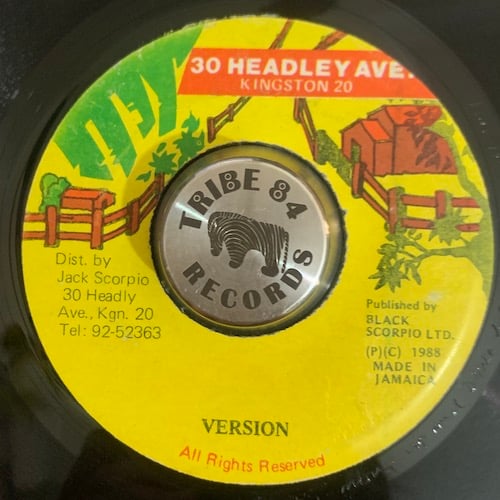 30 HEADLEY AVE.
KINGSTON 20
TRIBE 84
RECORDS
Dist. by
Jack Scorpio
30 Headly
Ave., Kgn. 20
Tel: 92-52363
Published by
BLACK
SCORPIO LTD.
(P)(C) 1988
MADE IN
JAMAICA
VERSION
All Rights Reserved